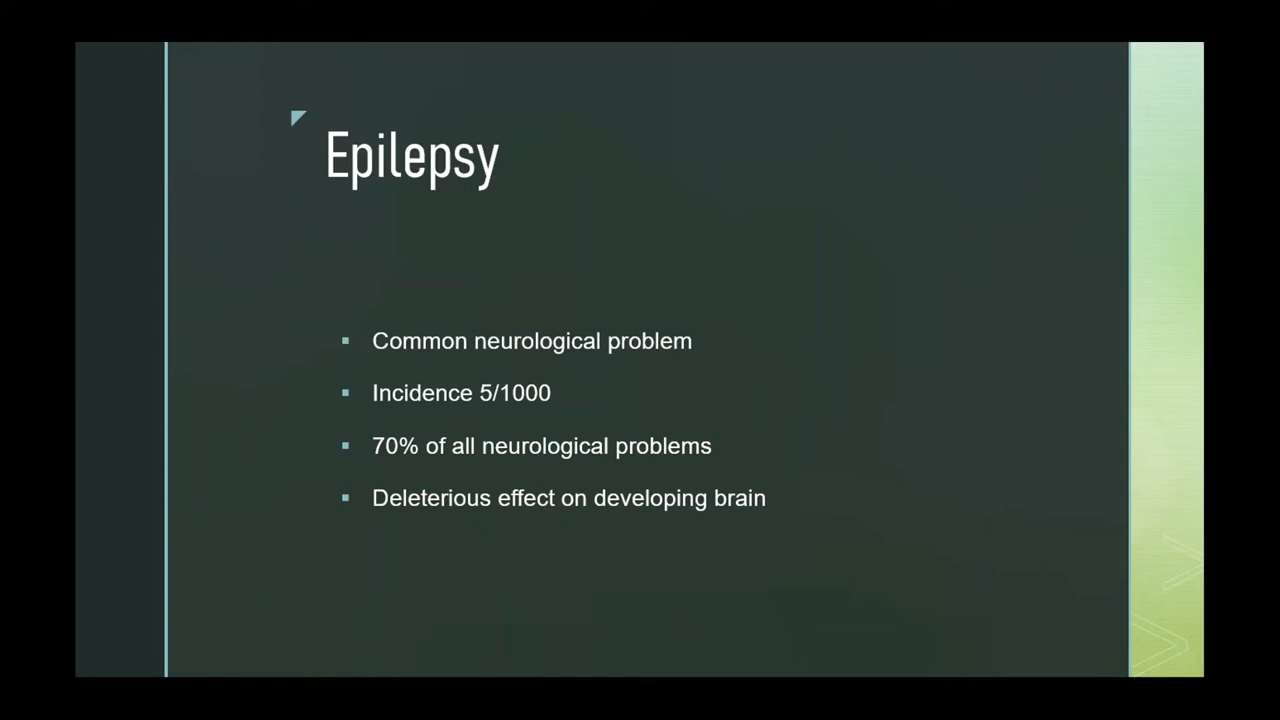 Epilepsy
Common neurological problem
Incidence 5/1000
70% of all neurological problems
Deleterious effect on developing brain